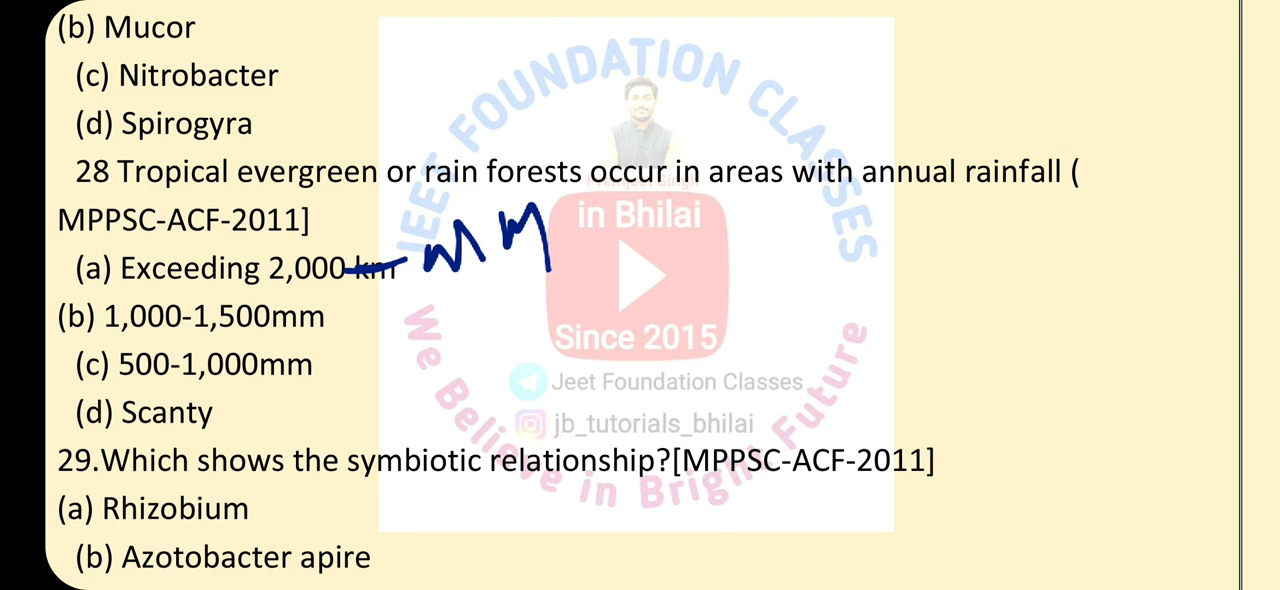 (b) Mucor
(c) Nitrobacter
(d) Spirogyra
28 Tropical evergreen or rain forests occur in areas with annual rainfall (
MPPSC-ACF-2011]
(a) Exceeding 2,000 km MM
(b) 1,000-1,500mm
(c) 500-1,000mm
(d) Scanty
29.Which shows the symbiotic relationship?[MPPSC-ACF-2011]
(a) Rhizobium
(b) Azotobacter apire
JEET FOUNDATION CLASSES
in Bhilai
Since 2015
Jeet Foundation Classes
jb_tutorials_bhilai
We Believe in Bright Future